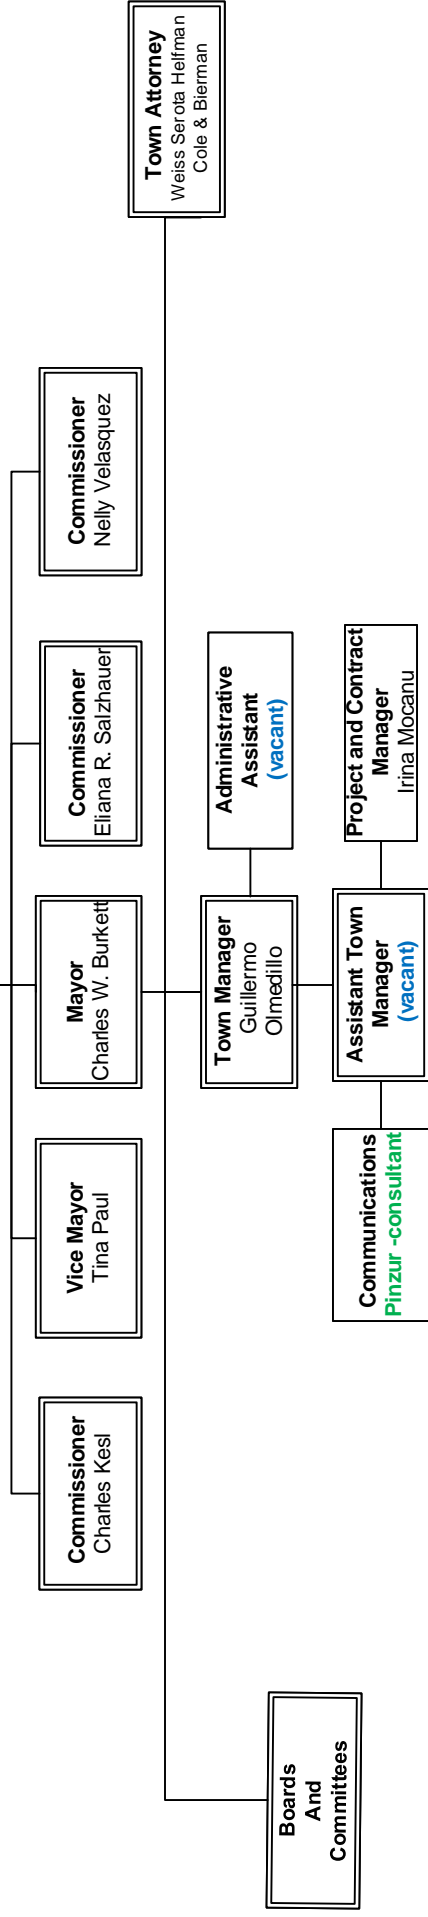 Commissioner
Charles Kesl
Vice Mayor
Tina Paul
Mayor
Charles W. Burkett
Commissioner
Eliana R. Salzhauer
Commissioner
Nelly Velasquez
Town Attorney
Weiss Serota Helfman
Cole & Bierman
Boards
And
Committees
Town Manager
Guillermo
Olmedillo
Administrative
Assistant
(vacant)
Communications
Pinzur -consultant
Assistant Town
Manager
(vacant)
Project and Contract
Manager
Irina Mocanu